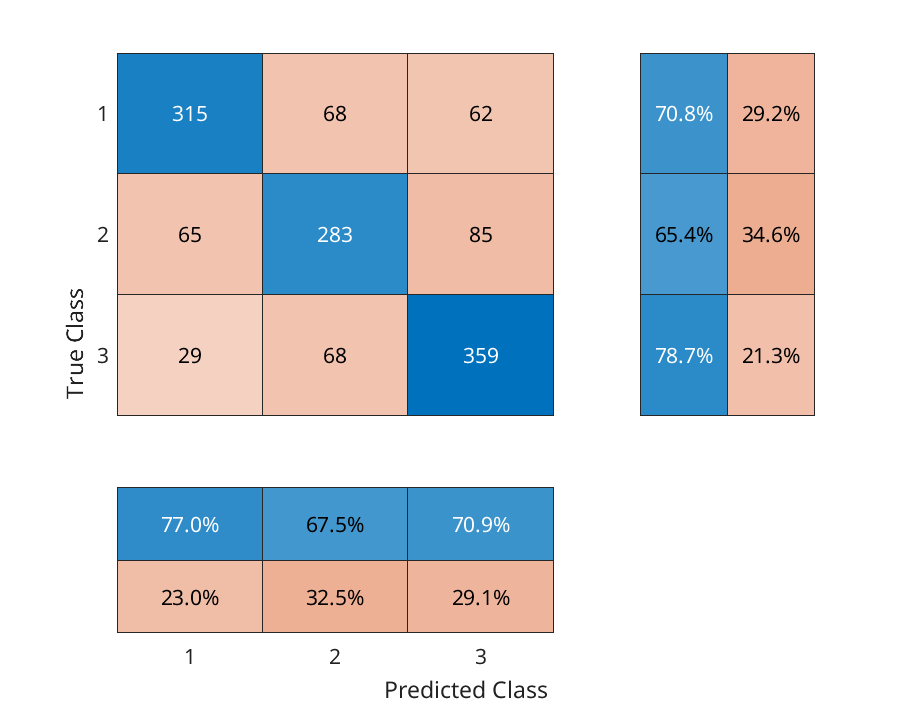 1 315 68 62 70.8% 29.2%
2 65 283 85 65.4% 34.6%
3 29 68 359 78.7% 21.3%
True Class
77.0% 67.5% 70.9%
23.0% 32.5% 29.1%
1 2 3
Predicted Class